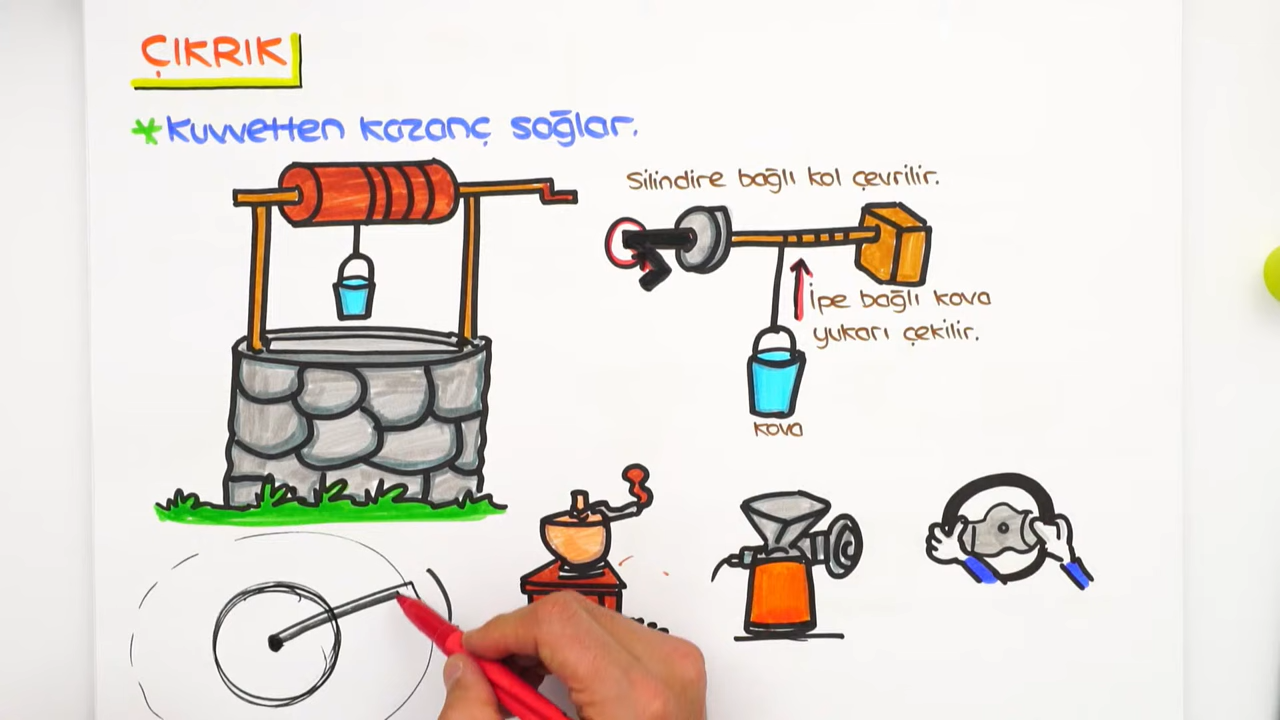 ÇIKRIK
*Kuvvetten kazanç sağlar.
Silindire bağlı kol çevrilir.
İpe bağlı kova
yukarı çekilir.
kova